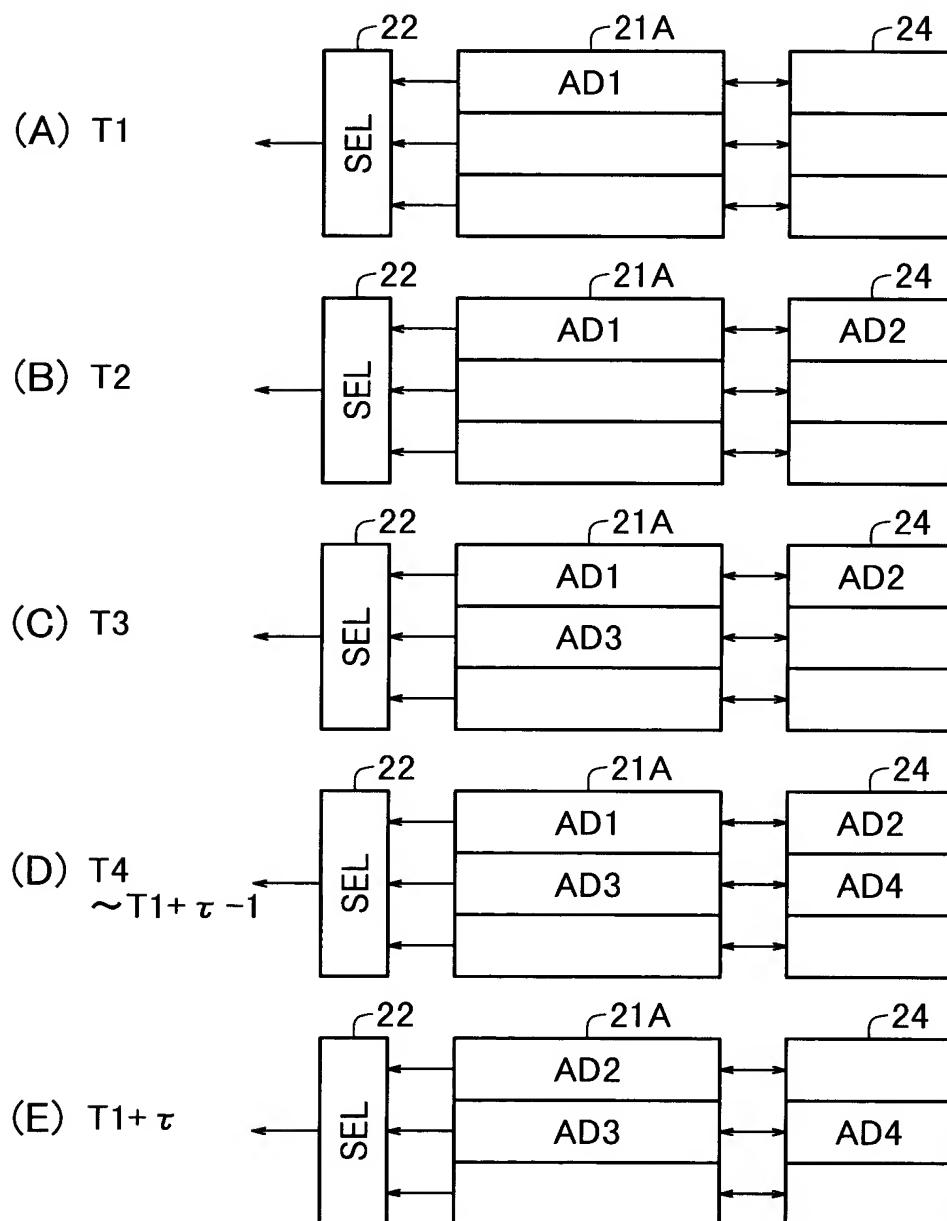 22 21A 24
(A) T1 SEL AD1
22 21A 24
(B) T2 SEL AD1 AD2
22 21A 24
(C) T3 SEL AD1 AD2
AD3
22 21A 24
(D) T4 SEL AD1 AD2
~T1+ τ -1 AD3 AD4
22 21A 24
(E) T1+ τ SEL AD2
AD3 AD4